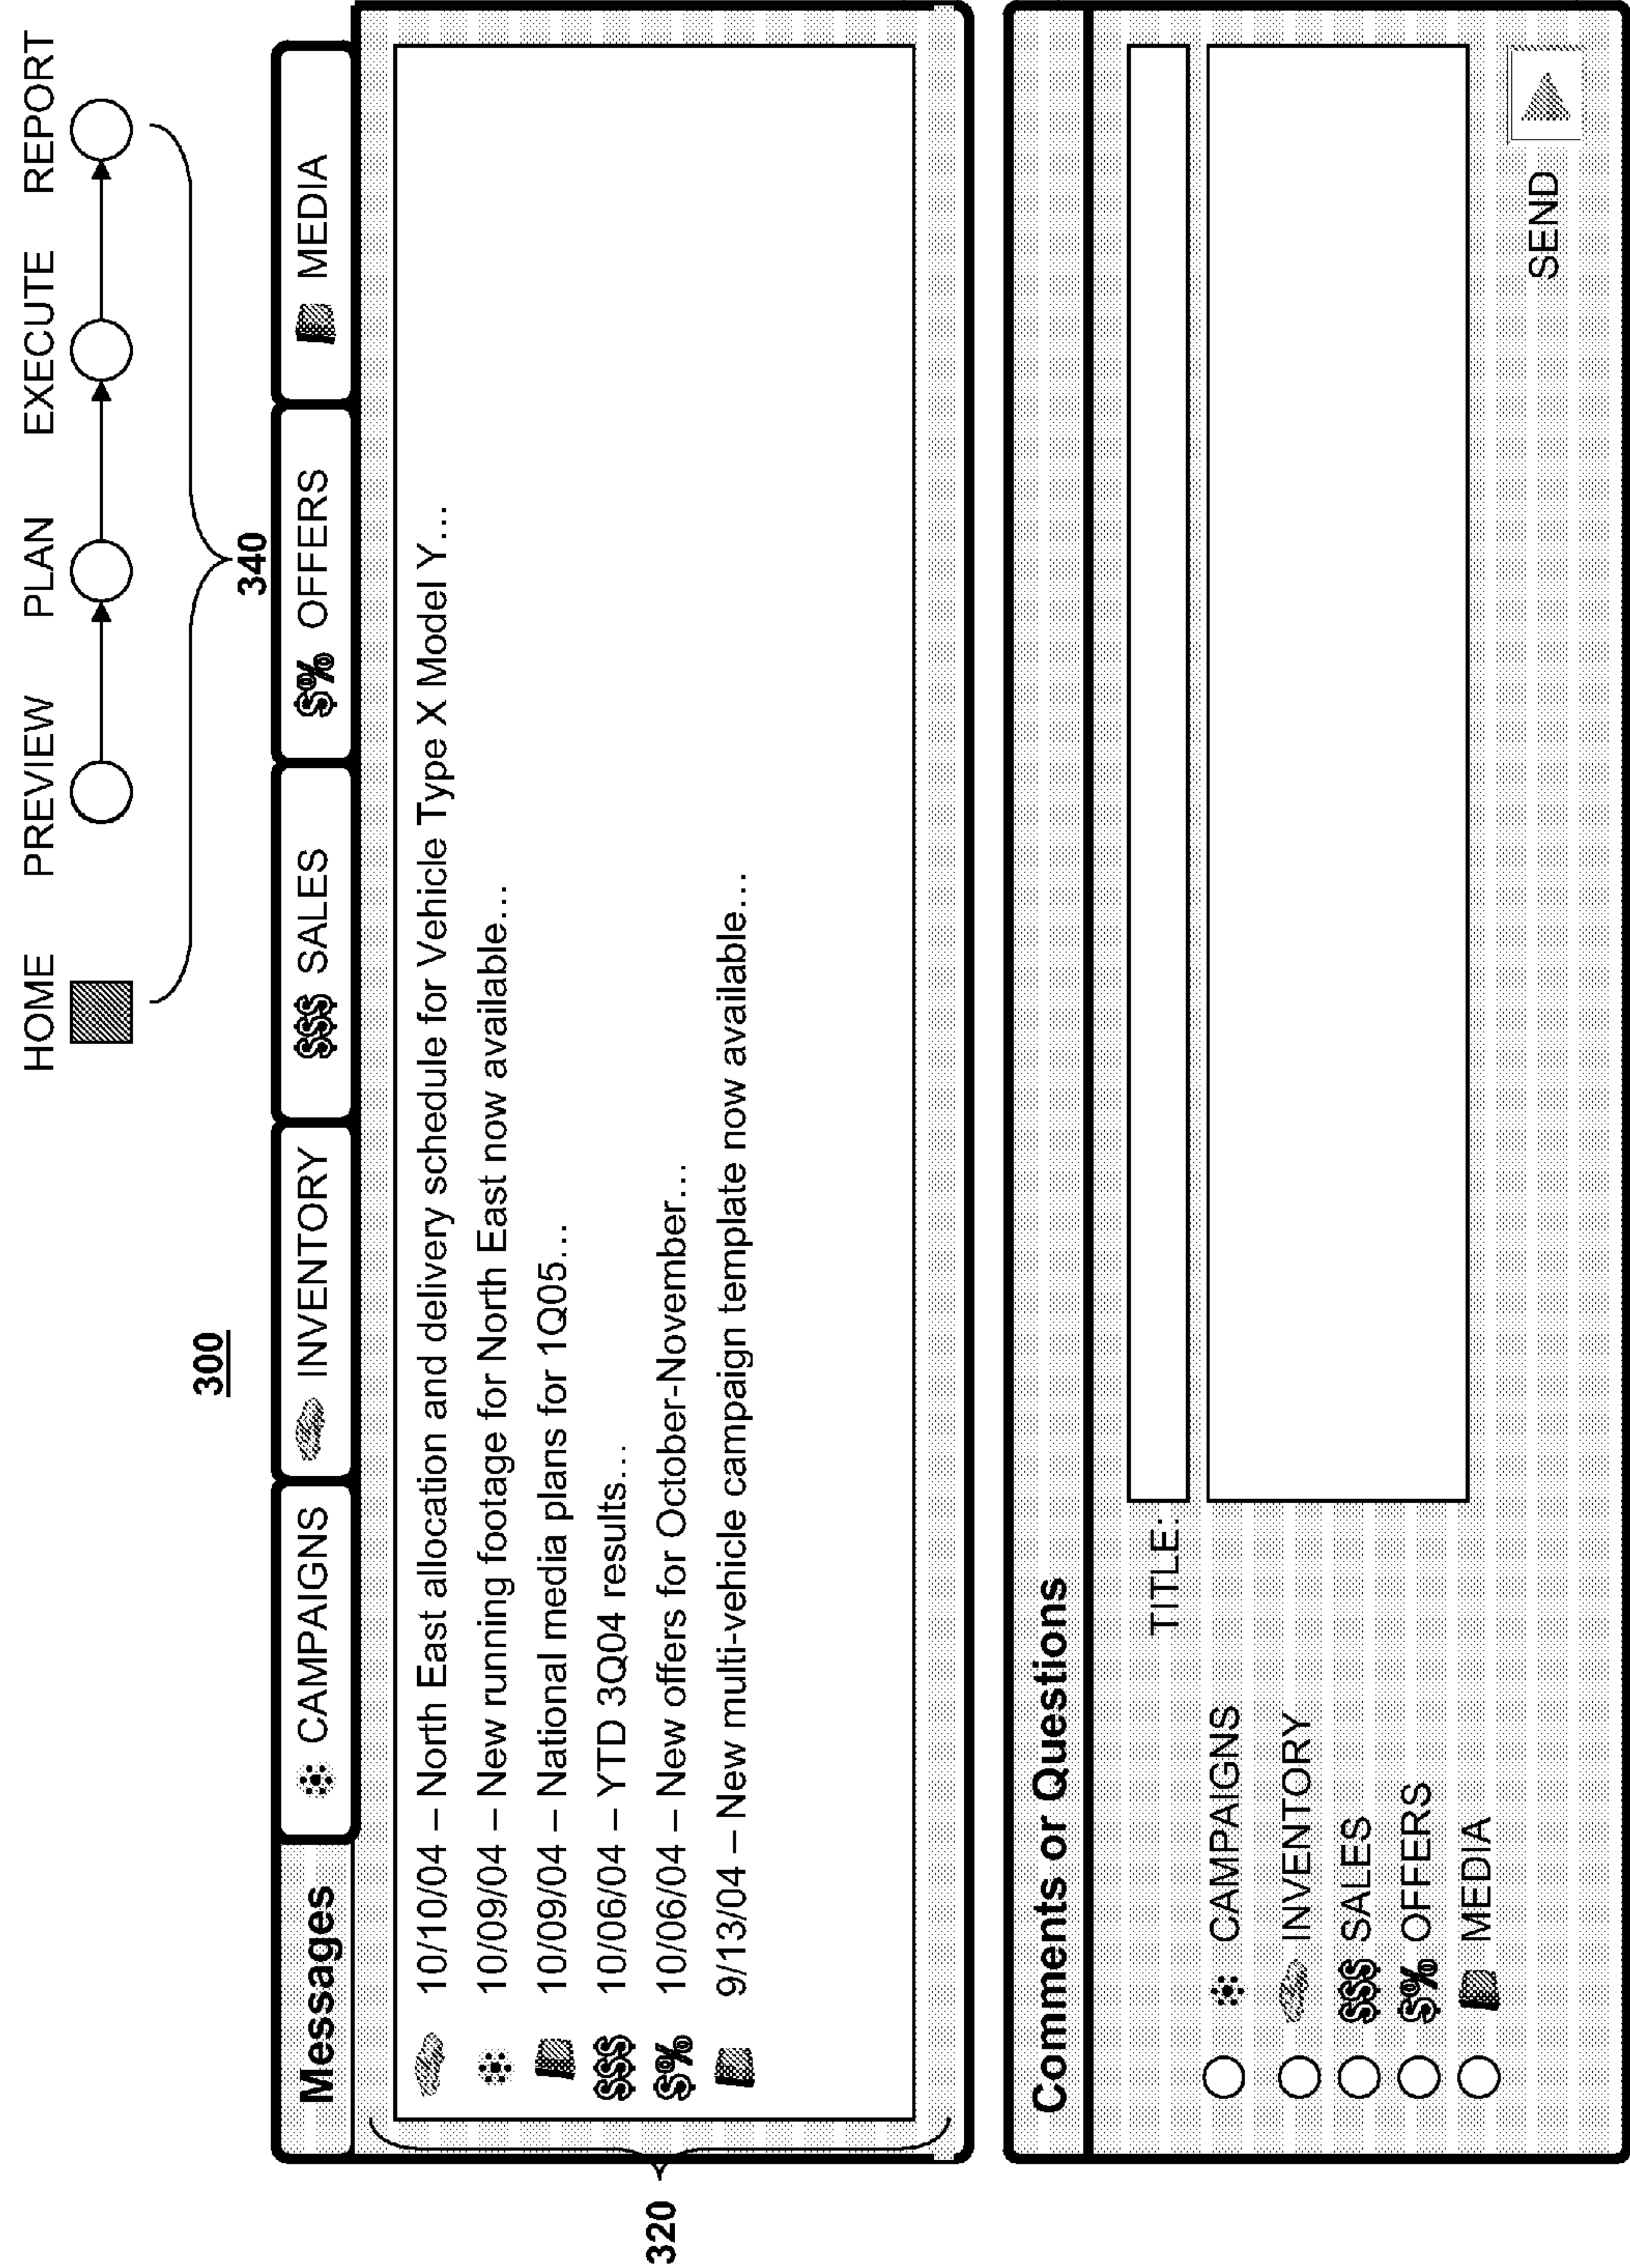 HOME PREVIEW PLAN EXECUTE REPORT
300
340
Messages CAMPAIGNS INVENTORY $$$ SALES $% OFFERS MEDIA
10/10/04 – North East allocation and delivery schedule for Vehicle Type X Model Y…
10/09/04 – New running footage for North East now available…
10/09/04 – National media plans for 1Q05…
$$$ 10/06/04 – YTD 3Q04 results…
$% 10/06/04 – New offers for October-November…
9/13/04 – New multi-vehicle campaign template now available…
320
Comments or Questions
TITLE:
CAMPAIGNS
INVENTORY
$$$ SALES
$% OFFERS
MEDIA
SEND